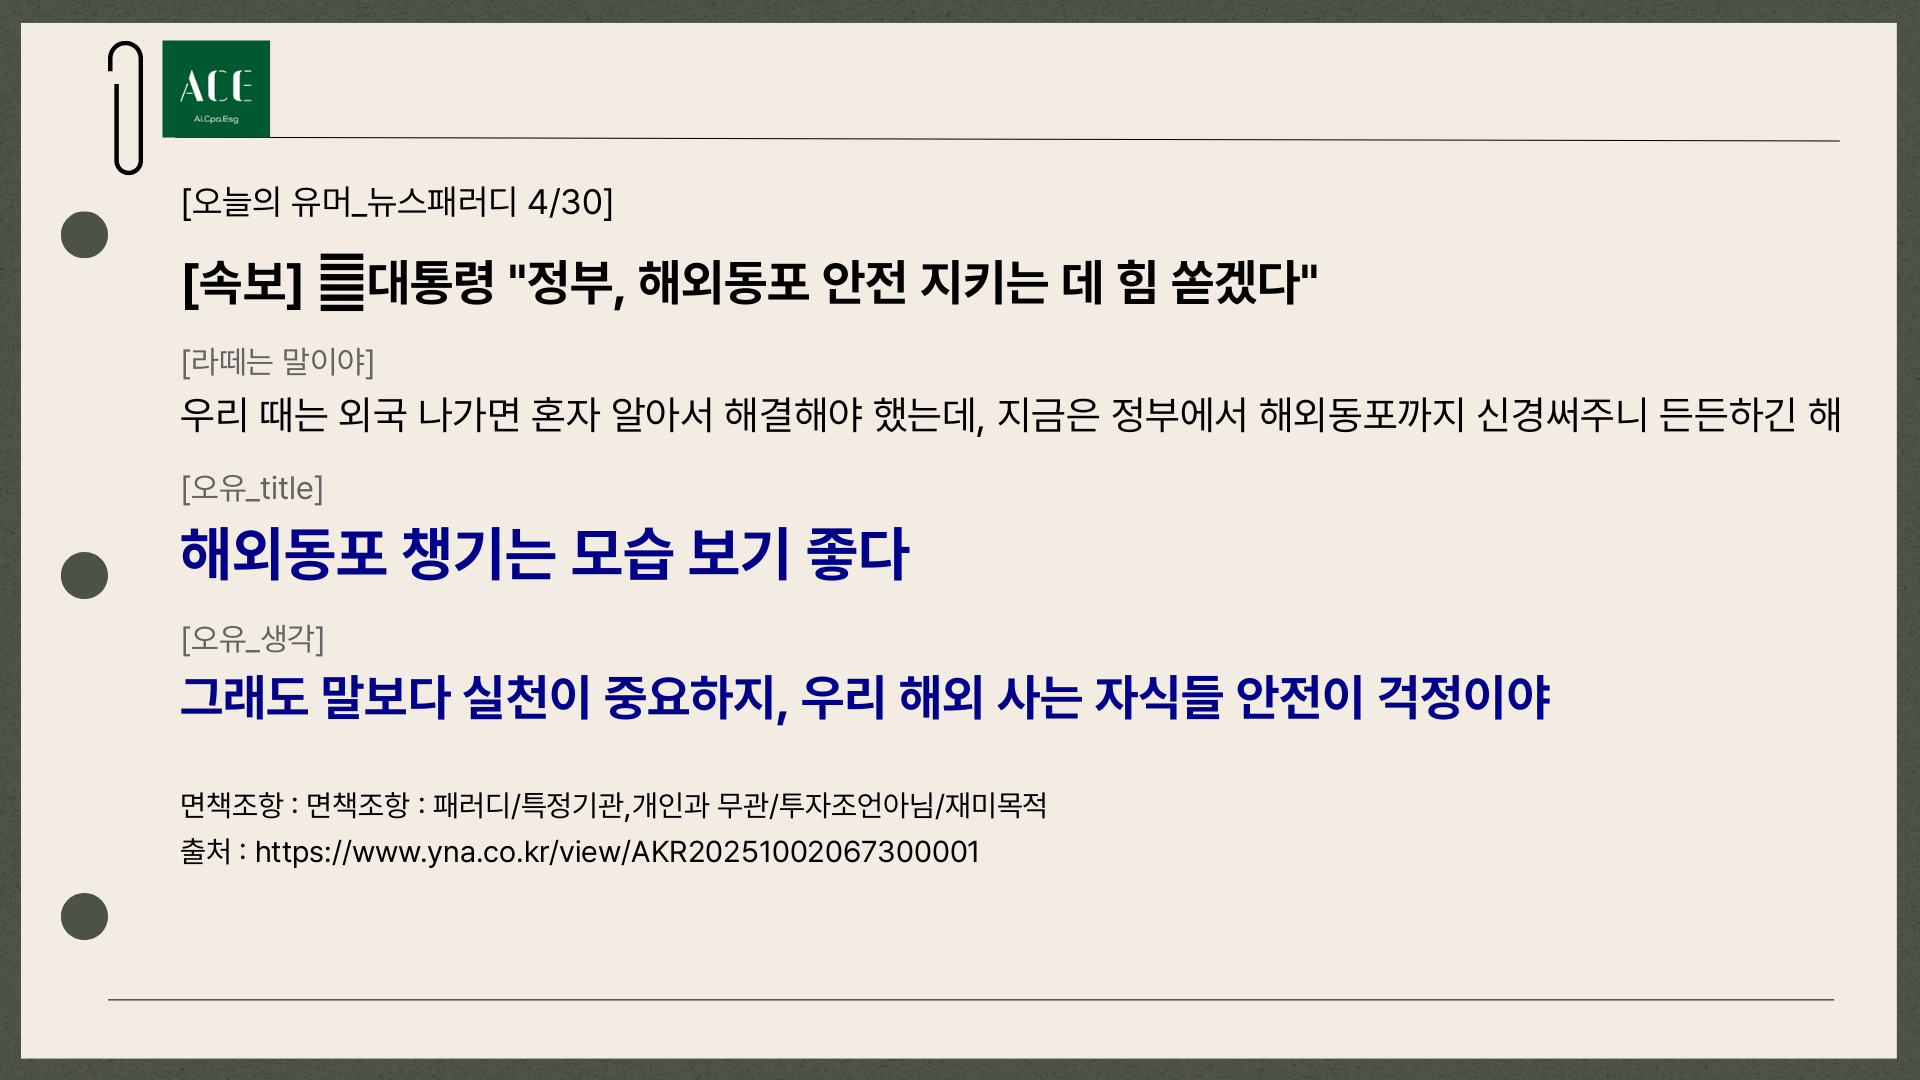 ACE
Ai.Cpa.Esg
[오늘의 유머_뉴스패러디 4/30]
[속보] 대통령 "정부, 해외동포 안전 지키는 데 힘 쏟겠다"
[라떼는 말이야]
우리 때는 외국 나가면 혼자 알아서 해결해야 했는데, 지금은 정부에서 해외동포까지 신경써주니 든든하긴 해
[오유_title]
해외동포 챙기는 모습 보기 좋다
[오유_생각]
그래도 말보다 실천이 중요하지, 우리 해외 사는 자식들 안전이 걱정이야
면책조항 : 면책조항 : 패러디/특정기관,개인과 무관/투자조언아님/재미목적
출처 : https://www.yna.co.kr/view/AKR20251002067300001